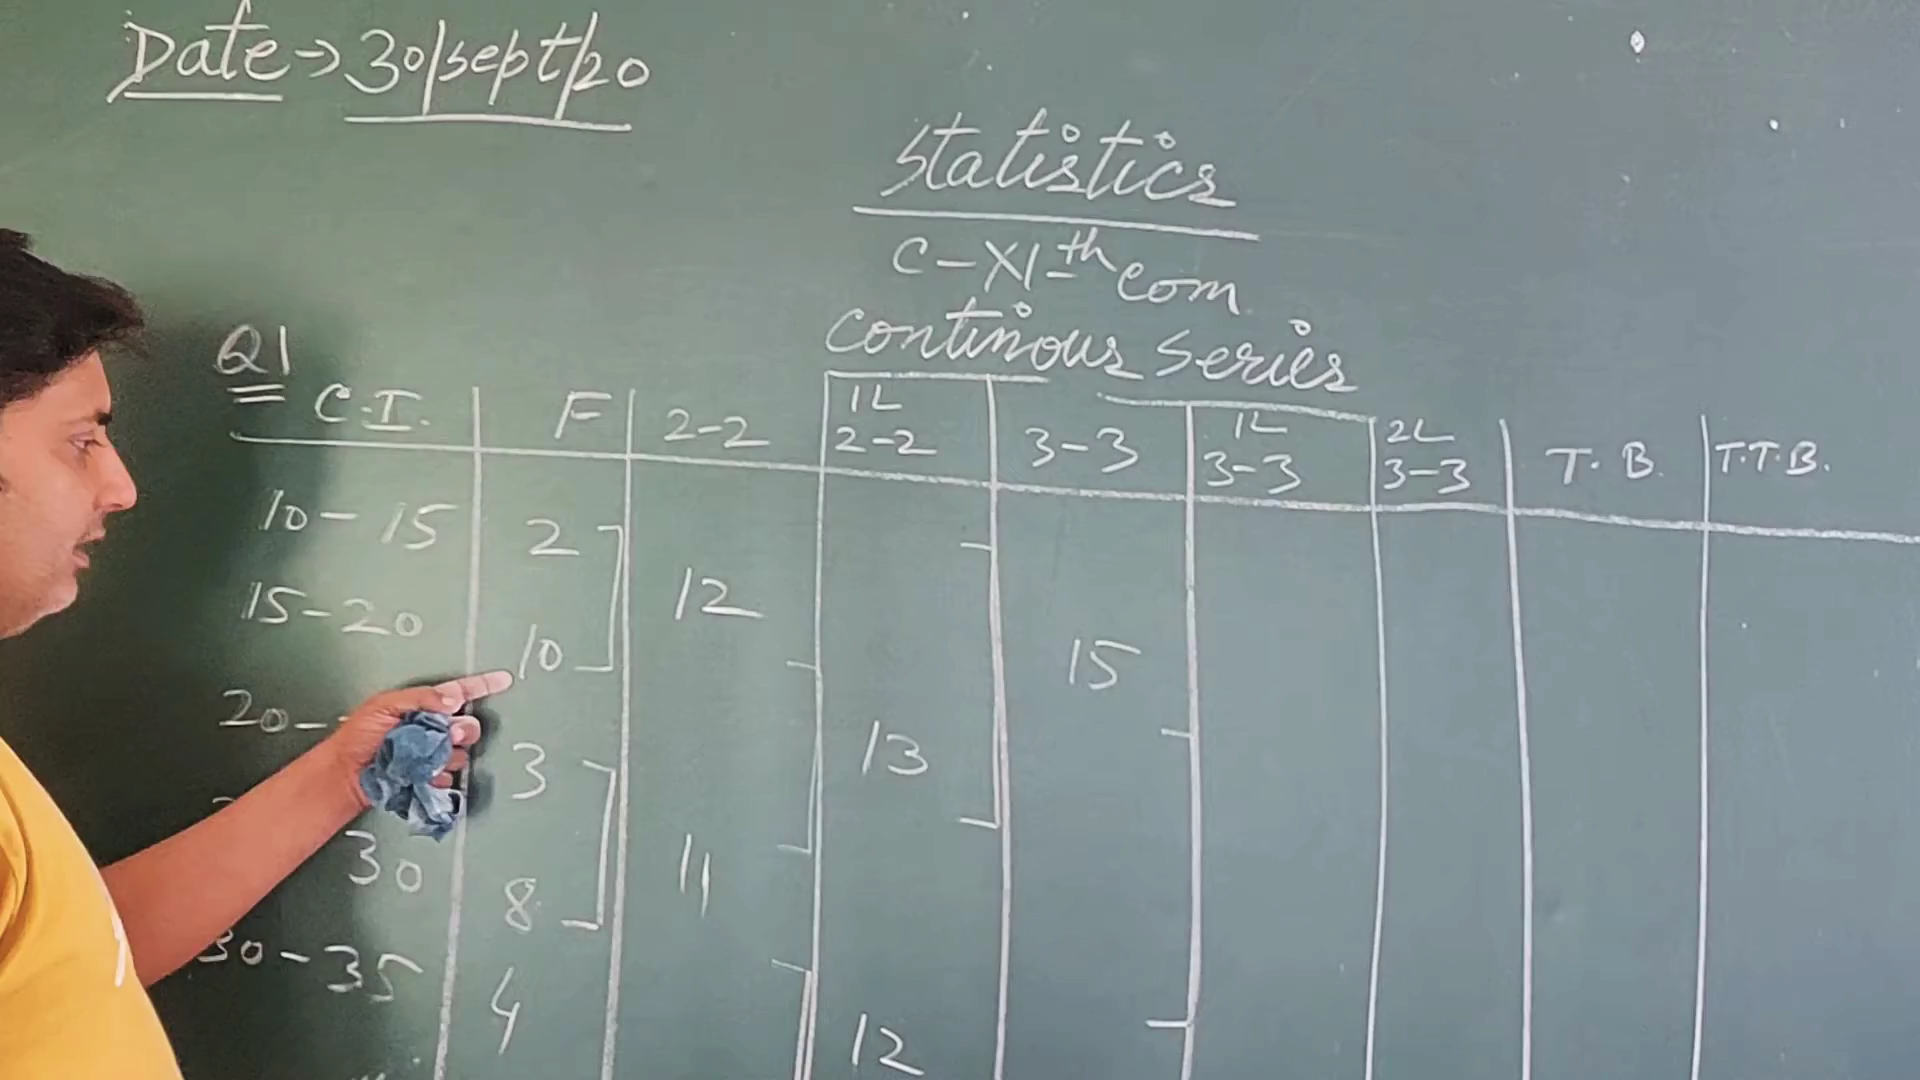 Date → 30/sept/20
Statistics
C-XI-th com
Continous Series
Q1
C.I. F 2-2 1L 2-2 3-3 1L 3-3 2L 3-3 T.B. T.T.B.
10-15 2
12
15-20 10 15
20- 3 13
30 8 11
30-35 4
12